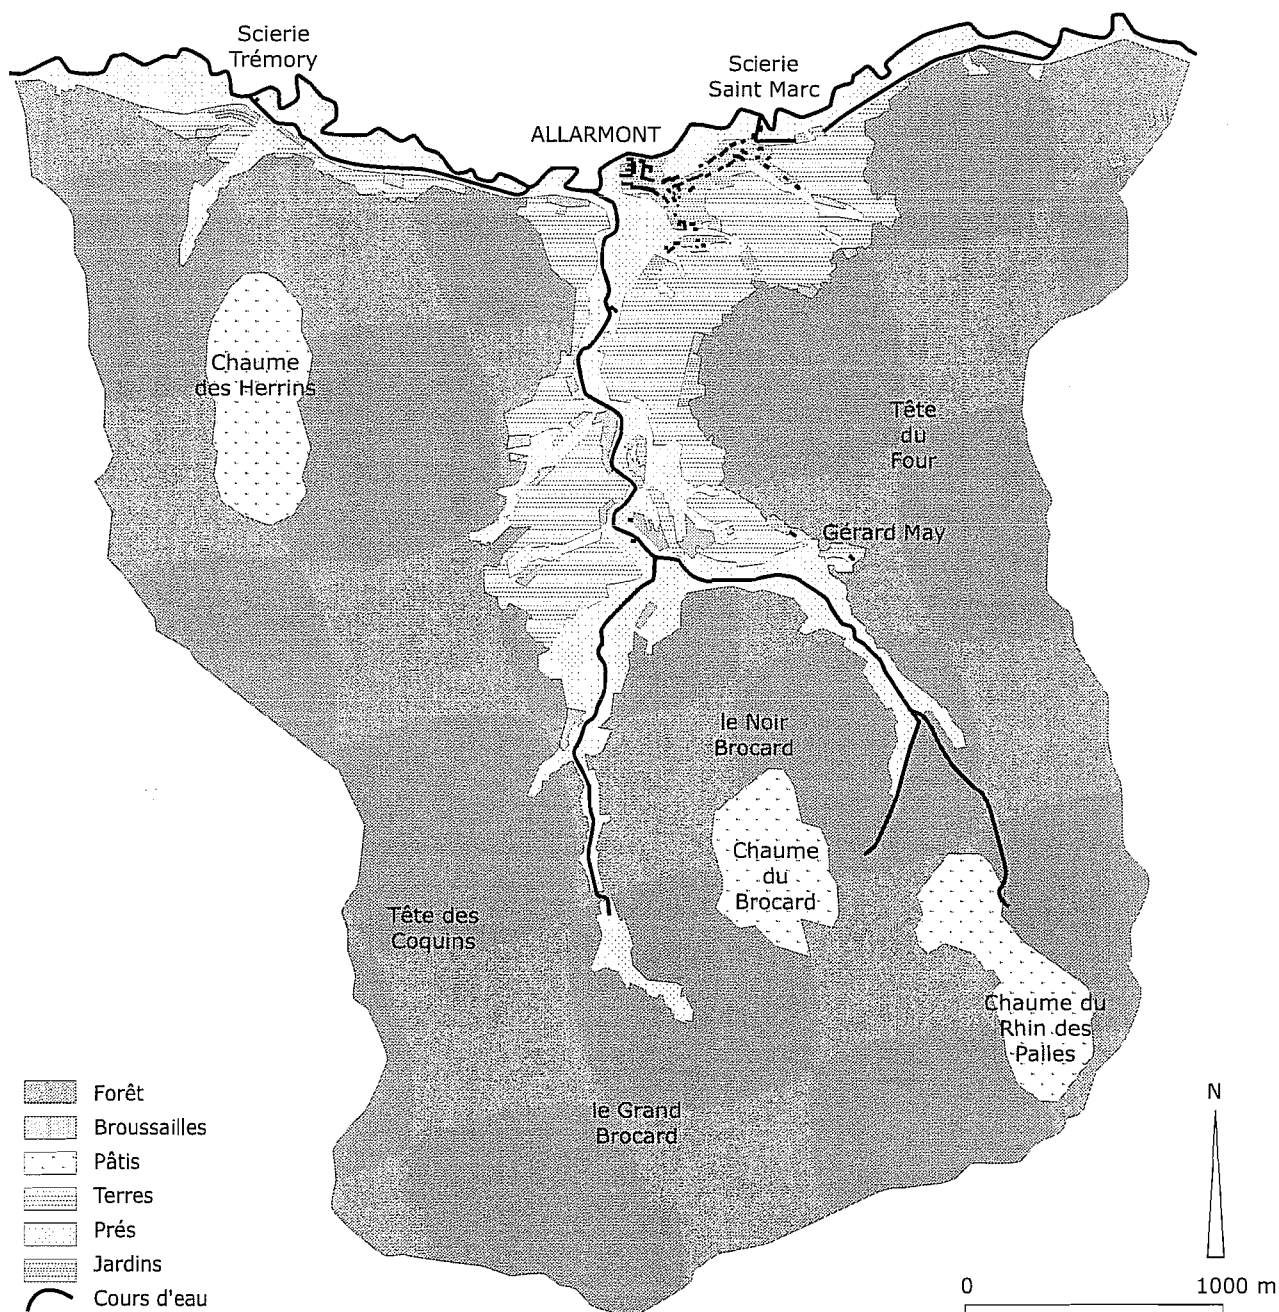 Scierie
Trémory
Scierie
Saint Marc
ALLARMONT
Chaume
des Herrins
Tête
du
Four
Gérard May
le Noir
Brocard
Chaume
du
Brocard
Tête des
Coquins
Chaume du
Rhin des
Palles
le Grand
Brocard
Forêt
Broussailles
Pâtis
Terres
Prés
Jardins
Cours d'eau
N
0 1000 m